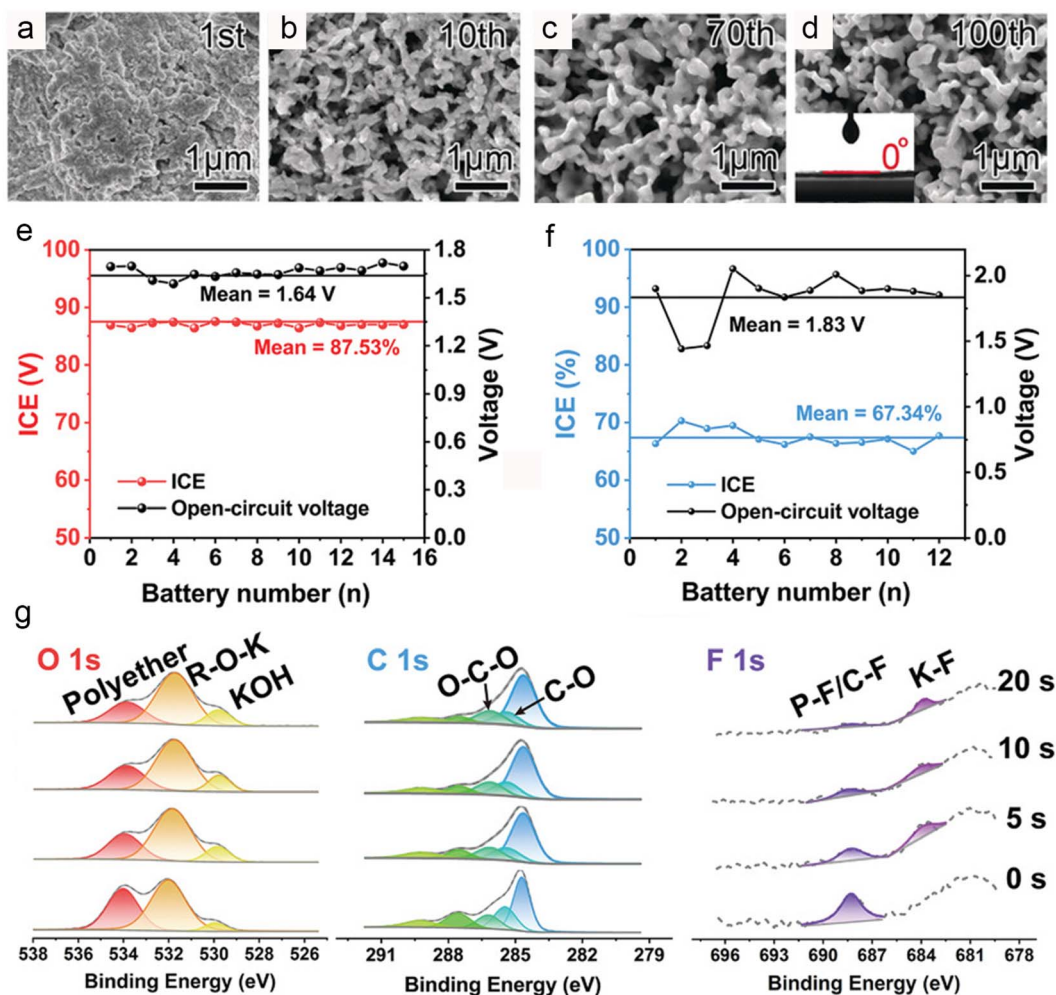 a
1st
1μm
b
10th
1μm
c
70th
1μm
d
100th
0°
1μm
e
100
90
80
70
60
50
ICE (V)
1.8
1.5
1.2
0.9
0.6
0.3
0.0
Voltage (V)
Mean = 1.64 V
Mean = 87.53%
ICE
Open-circuit voltage
0 2 4 6 8 10 12 14 16
Battery number (n)
f
100
90
80
70
60
50
ICE (%)
2.0
1.5
1.0
0.5
0.0
Voltage (V)
Mean = 1.83 V
Mean = 67.34%
ICE
Open-circuit voltage
0 2 4 6 8 10 12
Battery number (n)
g
O 1s
Polyether
R-O-K
KOH
538 536 534 532 530 528 526
Binding Energy (eV)
C 1s
O-C-O
C-O
291 288 285 282 279
Binding Energy (eV)
F 1s
P-F/C-F
K-F
20 s
10 s
5 s
0 s
696 693 690 687 684 681 678
Binding Energy (eV)